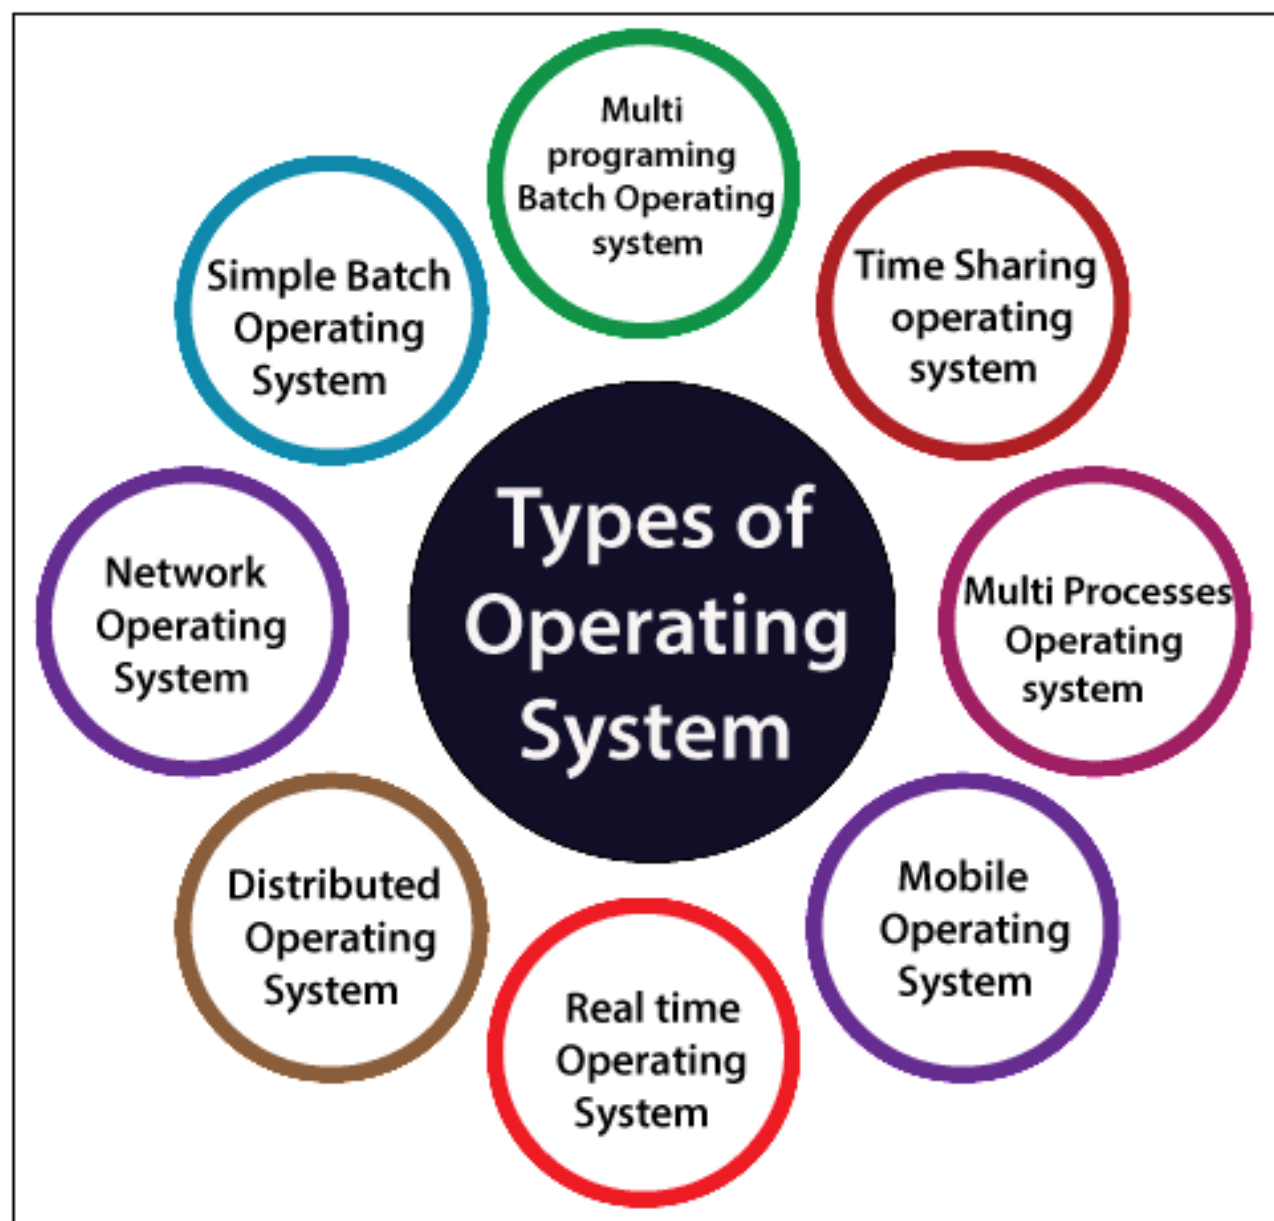 Multi
programing
Batch Operating
system
Time Sharing
operating
system
Multi Processes
Operating
system
Mobile
Operating
System
Real time
Operating
System
Distributed
Operating
System
Network
Operating
System
Simple Batch
Operating
System
Types of
Operating
System